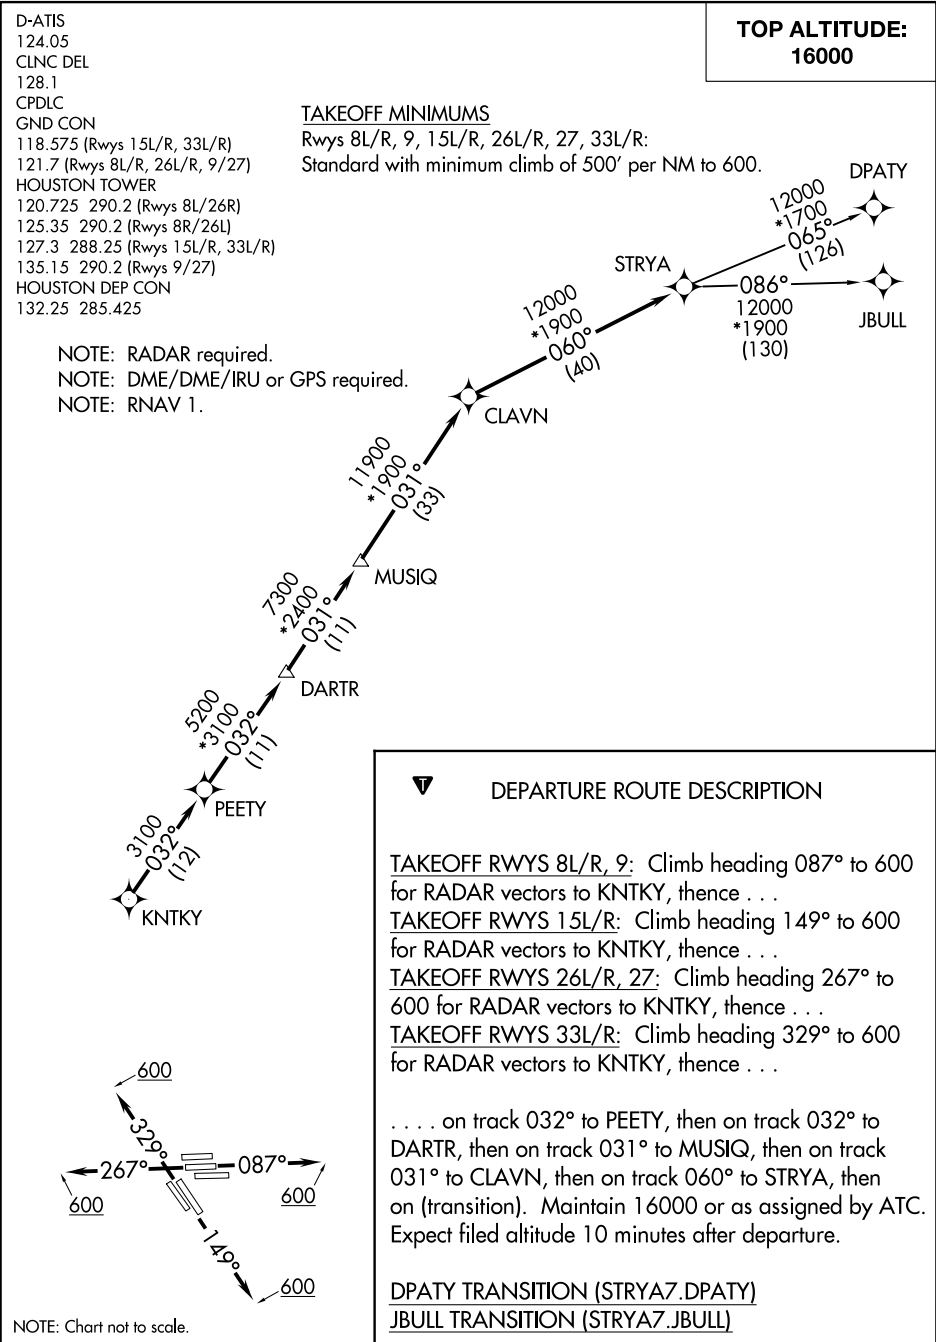 D-ATIS
124.05
CLNC DEL
128.1
CPDLC
GND CON
118.575 (Rwys 15L/R, 33L/R)
121.7 (Rwys 8L/R, 26L/R, 9/27)
HOUSTON TOWER
120.725 290.2 (Rwys 8L/26R)
125.35 290.2 (Rwys 8R/26L)
127.3 288.25 (Rwys 15L/R, 33L/R)
135.15 290.2 (Rwys 9/27)
HOUSTON DEP CON
132.25 285.425
TOP ALTITUDE:
16000
TAKEOFF MINIMUMS
Rwys 8L/R, 9, 15L/R, 26L/R, 27, 33L/R:
Standard with minimum climb of 500' per NM to 600.
NOTE: RADAR required.
NOTE: DME/DME/IRU or GPS required.
NOTE: RNAV 1.
DPATY
12000
*1700
065°
(126)
STRYA
086°
12000
*1900
(130)
JBULL
12000
*1900
060°
(40)
CLAVN
11900
*1900
031°
(33)
MUSIQ
7300
*2400
031°
(11)
DARTR
5200
*3100
032°
(11)
PEETY
3100
032°
(12)
KNTKY
T
DEPARTURE ROUTE DESCRIPTION
TAKEOFF RWYS 8L/R, 9: Climb heading 087° to 600
for RADAR vectors to KNTKY, thence . . .
TAKEOFF RWYS 15L/R: Climb heading 149° to 600
for RADAR vectors to KNTKY, thence . . .
TAKEOFF RWYS 26L/R, 27: Climb heading 267° to
600 for RADAR vectors to KNTKY, thence . . .
TAKEOFF RWYS 33L/R: Climb heading 329° to 600
for RADAR vectors to KNTKY, thence . . .
. . . . on track 032° to PEETY, then on track 032° to
DARTR, then on track 031° to MUSIQ, then on track
031° to CLAVN, then on track 060° to STRYA, then
on (transition). Maintain 16000 or as assigned by ATC.
Expect filed altitude 10 minutes after departure.
DPATY TRANSITION (STRYA7.DPATY)
JBULL TRANSITION (STRYA7.JBULL)
600
329°
267°
087°
600
600
149°
600
NOTE: Chart not to scale.